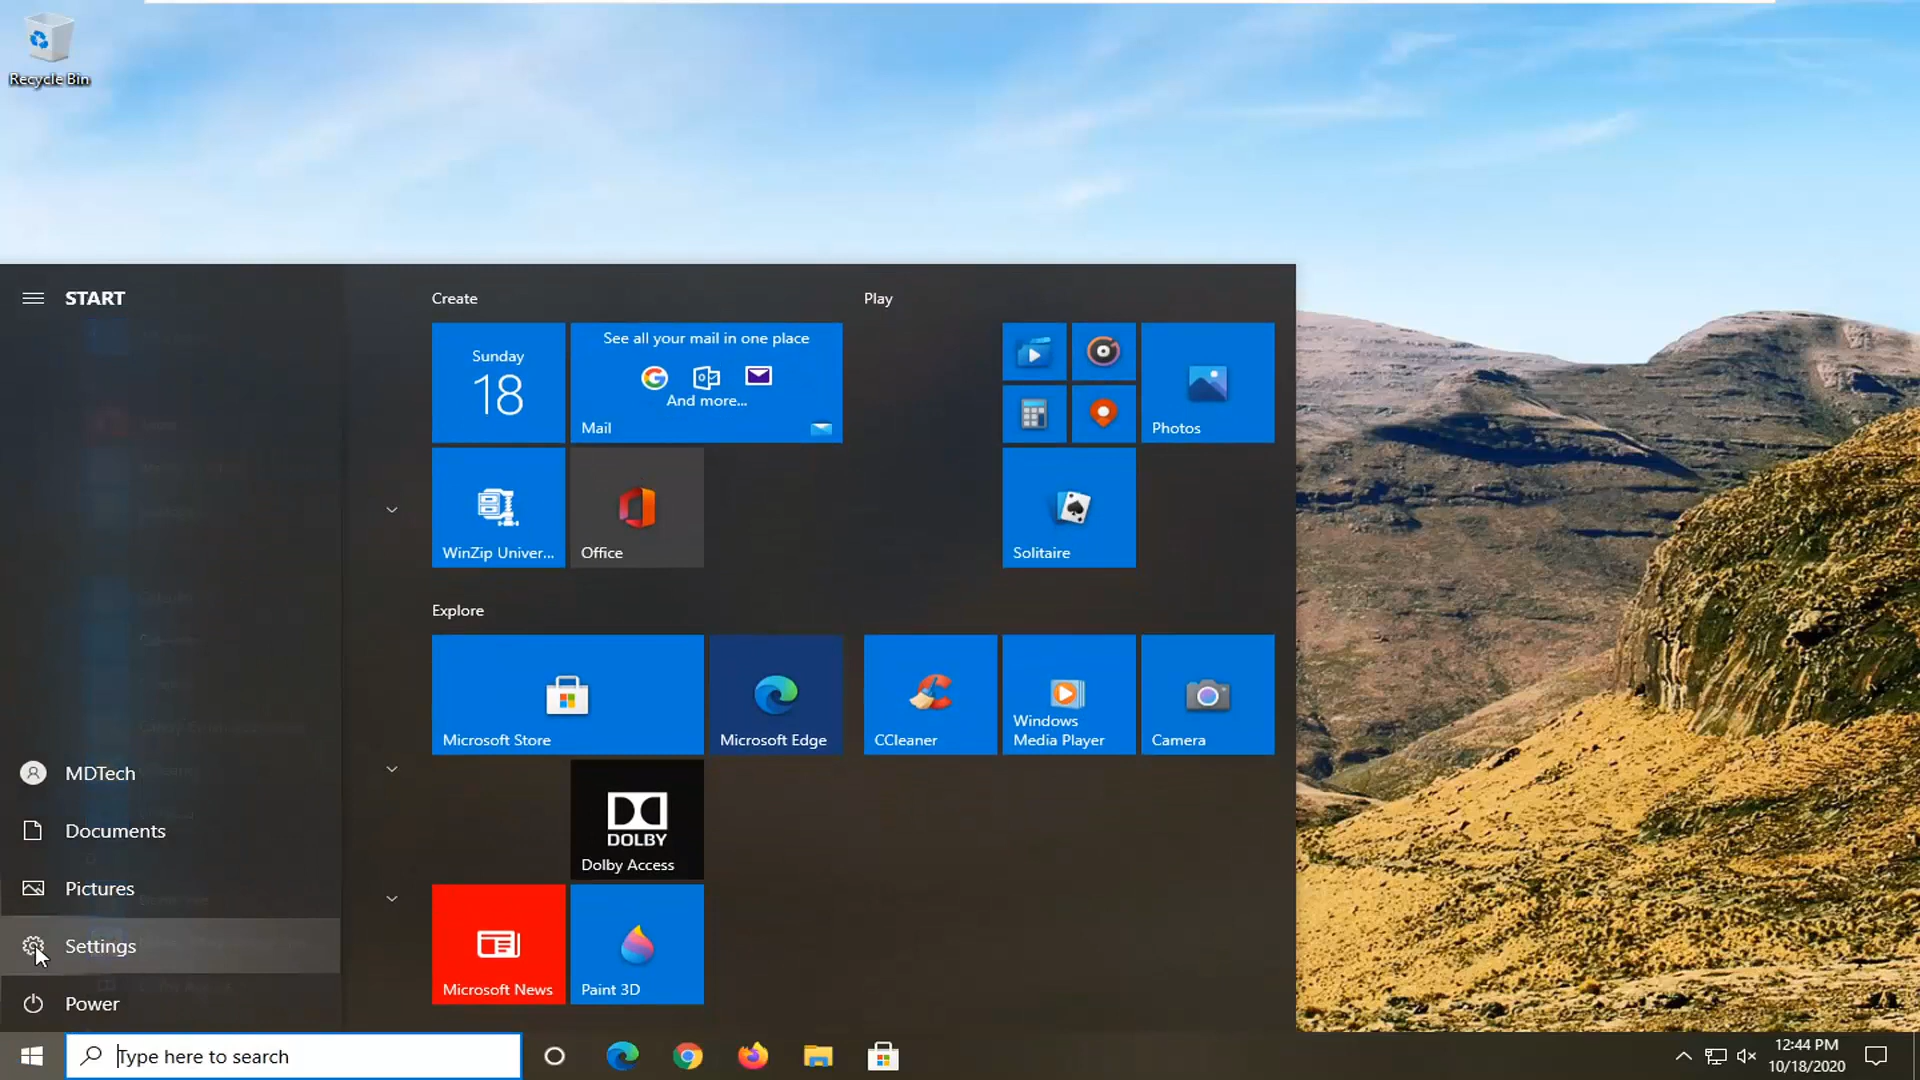 Recycle Bin
START
Create
Play
Sunday
18
See all your mail in one place
And more...
Mail
Photos
WinZip Univer...
Office
Solitaire
Explore
Microsoft Store
Microsoft Edge
CCleaner
Windows
Media Player
Camera
MDTech
Documents
DOLBY
Dolby Access
Pictures
Settings
Microsoft News
Paint 3D
Power
Type here to search
12:44 PM
10/18/2020